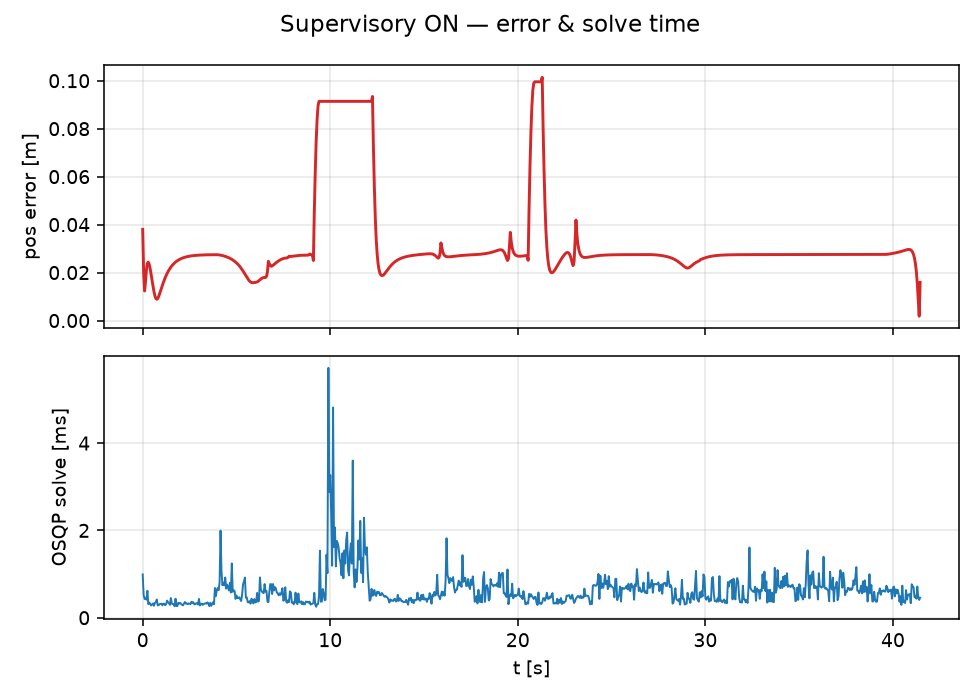 Supervisory ON — error & solve time
pos error [m]
0.10
0.08
0.06
0.04
0.02
0.00
OSQP solve [ms]
4
2
0
0 10 20 30 40
t [s]